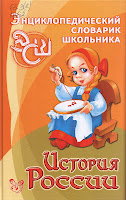 Энциклопедический
словарик
школьника
История
России